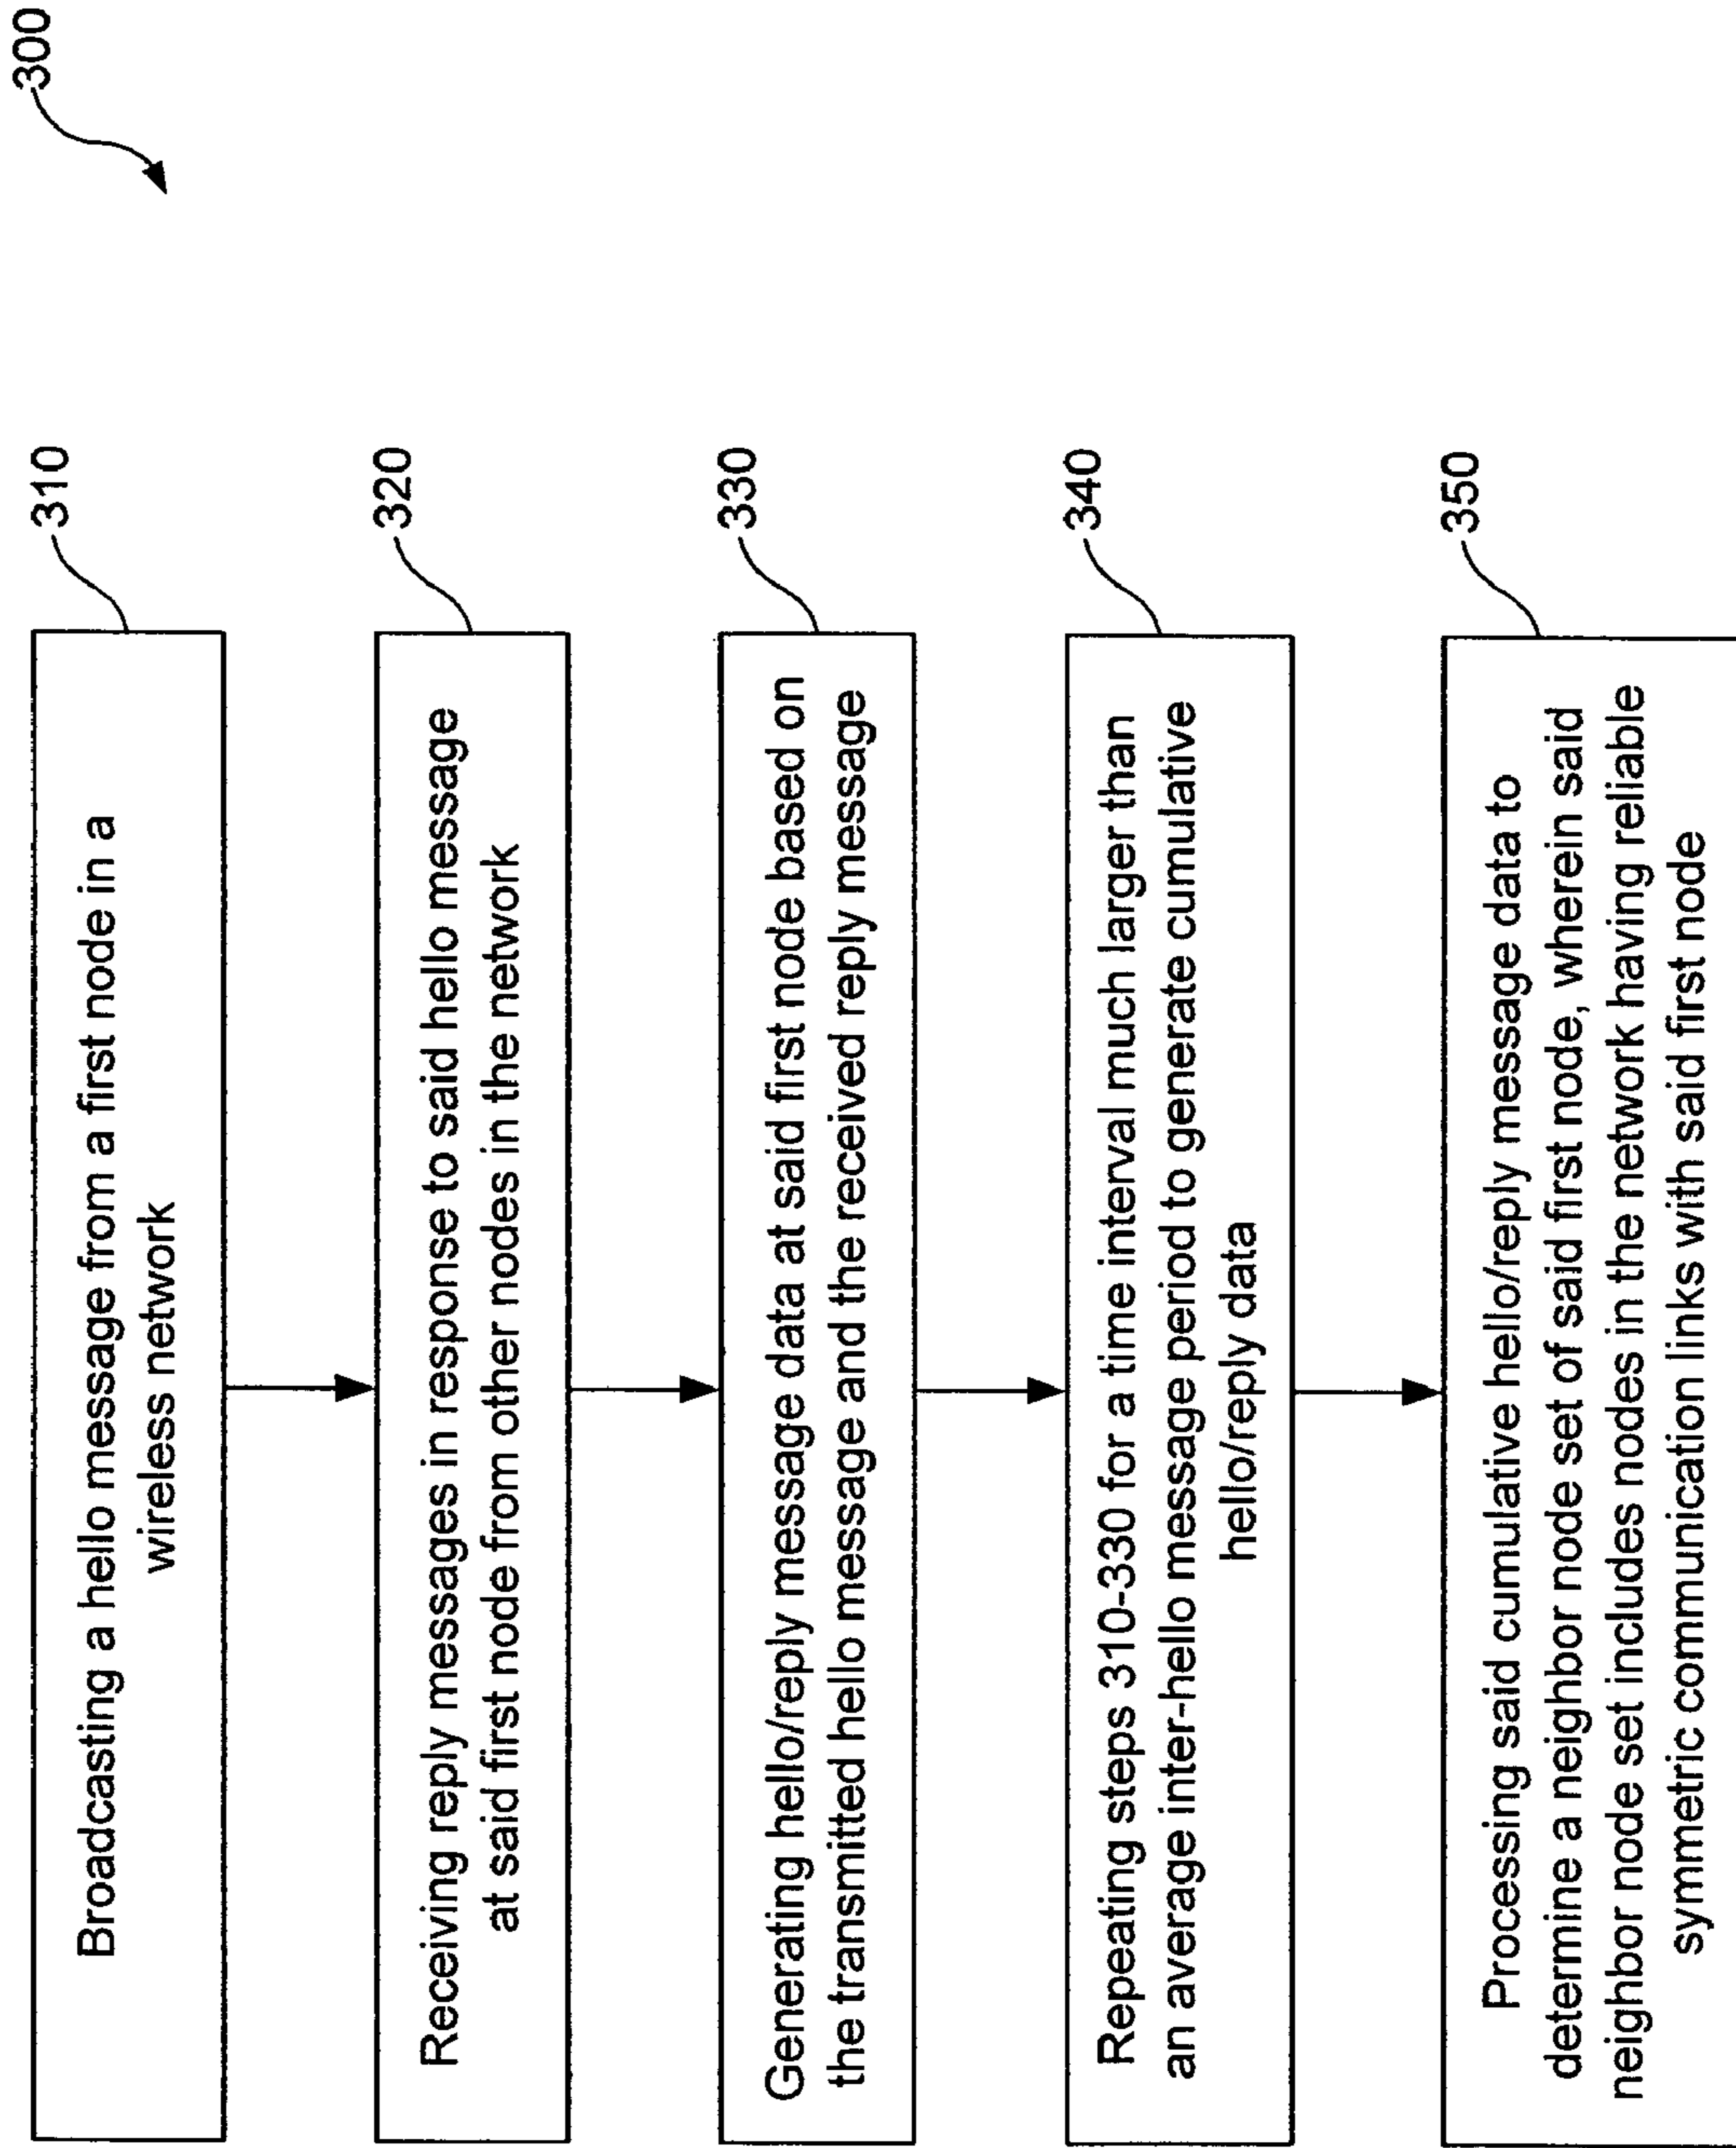 300
310
Broadcasting a hello message from a first node in a
wireless network
320
Receiving reply messages in response to said hello message
at said first node from other nodes in the network
330
Generating hello/reply message data at said first node based on
the transmitted hello message and the received reply message
340
Repeating steps 310-330 for a time interval much larger than
an average inter-hello message period to generate cumulative
hello/reply data
350
Processing said cumulative hello/reply message data to
determine a neighbor node set of said first node, wherein said
neighbor node set includes nodes in the network having reliable
symmetric communication links with said first node